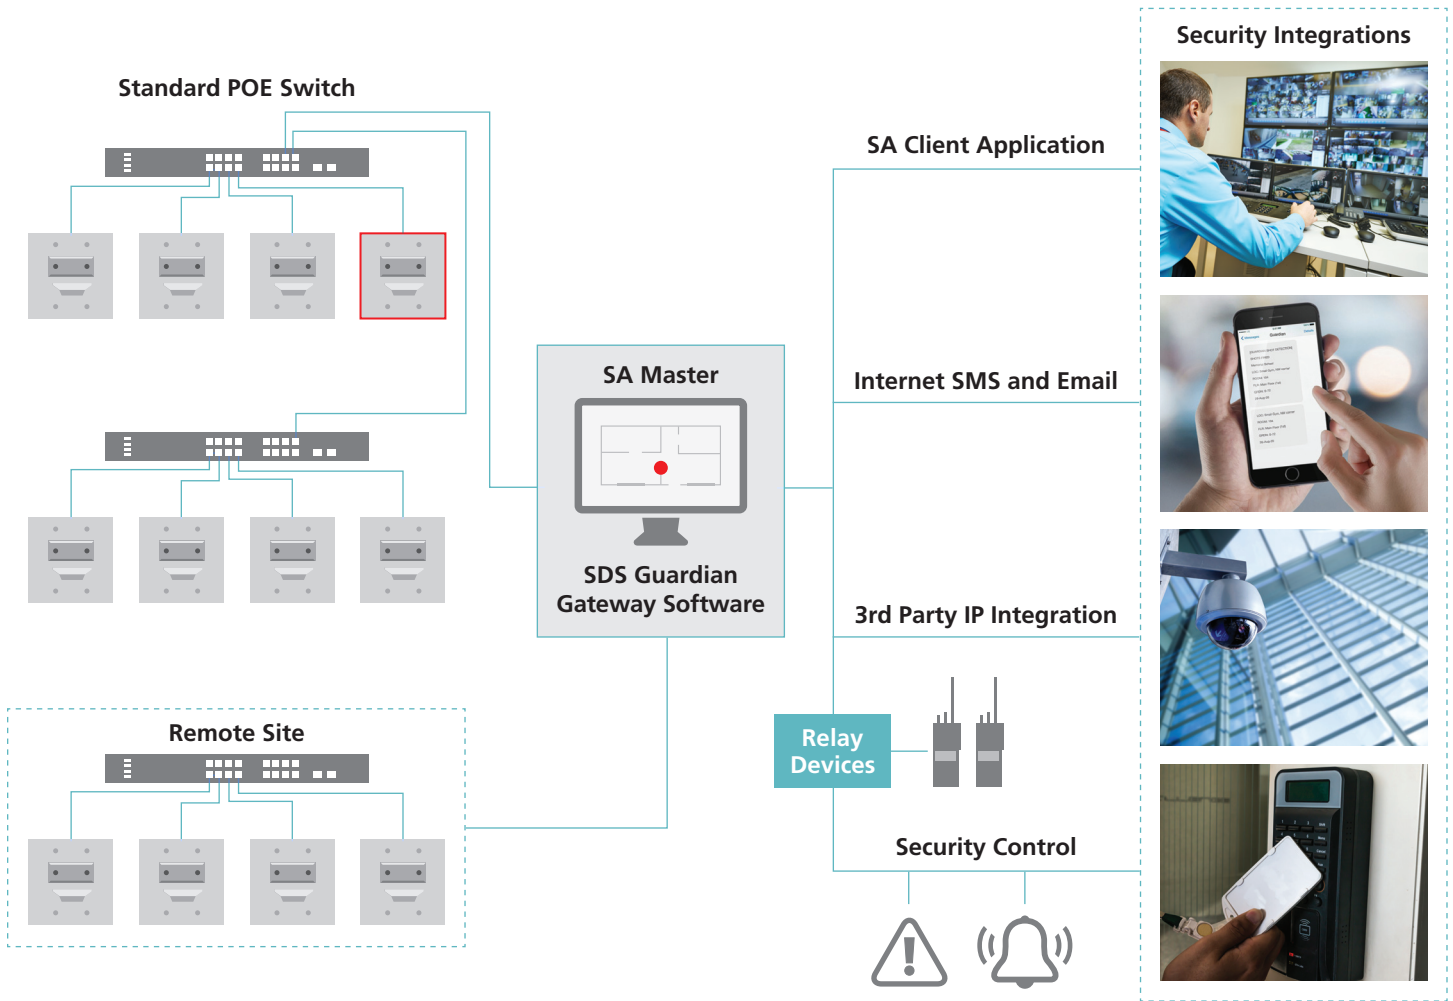 Standard POE Switch
Remote Site
SA Master
SDS Guardian
Gateway Software
SA Client Application
Internet SMS and Email
3rd Party IP Integration
Relay
Devices
Security Control
Security Integrations
Guardian